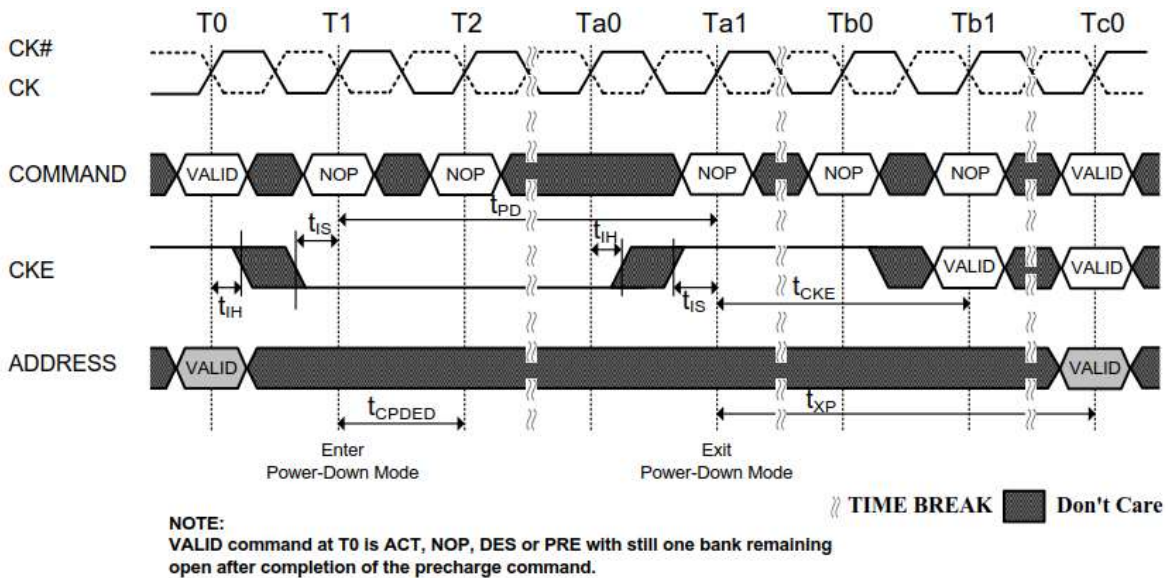 T0 T1 T2 Ta0 Ta1 Tb0 Tb1 Tc0
CK#
CK
COMMAND VALID NOP NOP NOP NOP NOP VALID
tPD
tIS tIH
CKE VALID VALID
tIH tIS tCKE
ADDRESS VALID VALID
tCPDED tXP
Enter Exit
Power-Down Mode Power-Down Mode
TIME BREAK Don't Care
NOTE:
VALID command at T0 is ACT, NOP, DES or PRE with still one bank remaining
open after completion of the precharge command.